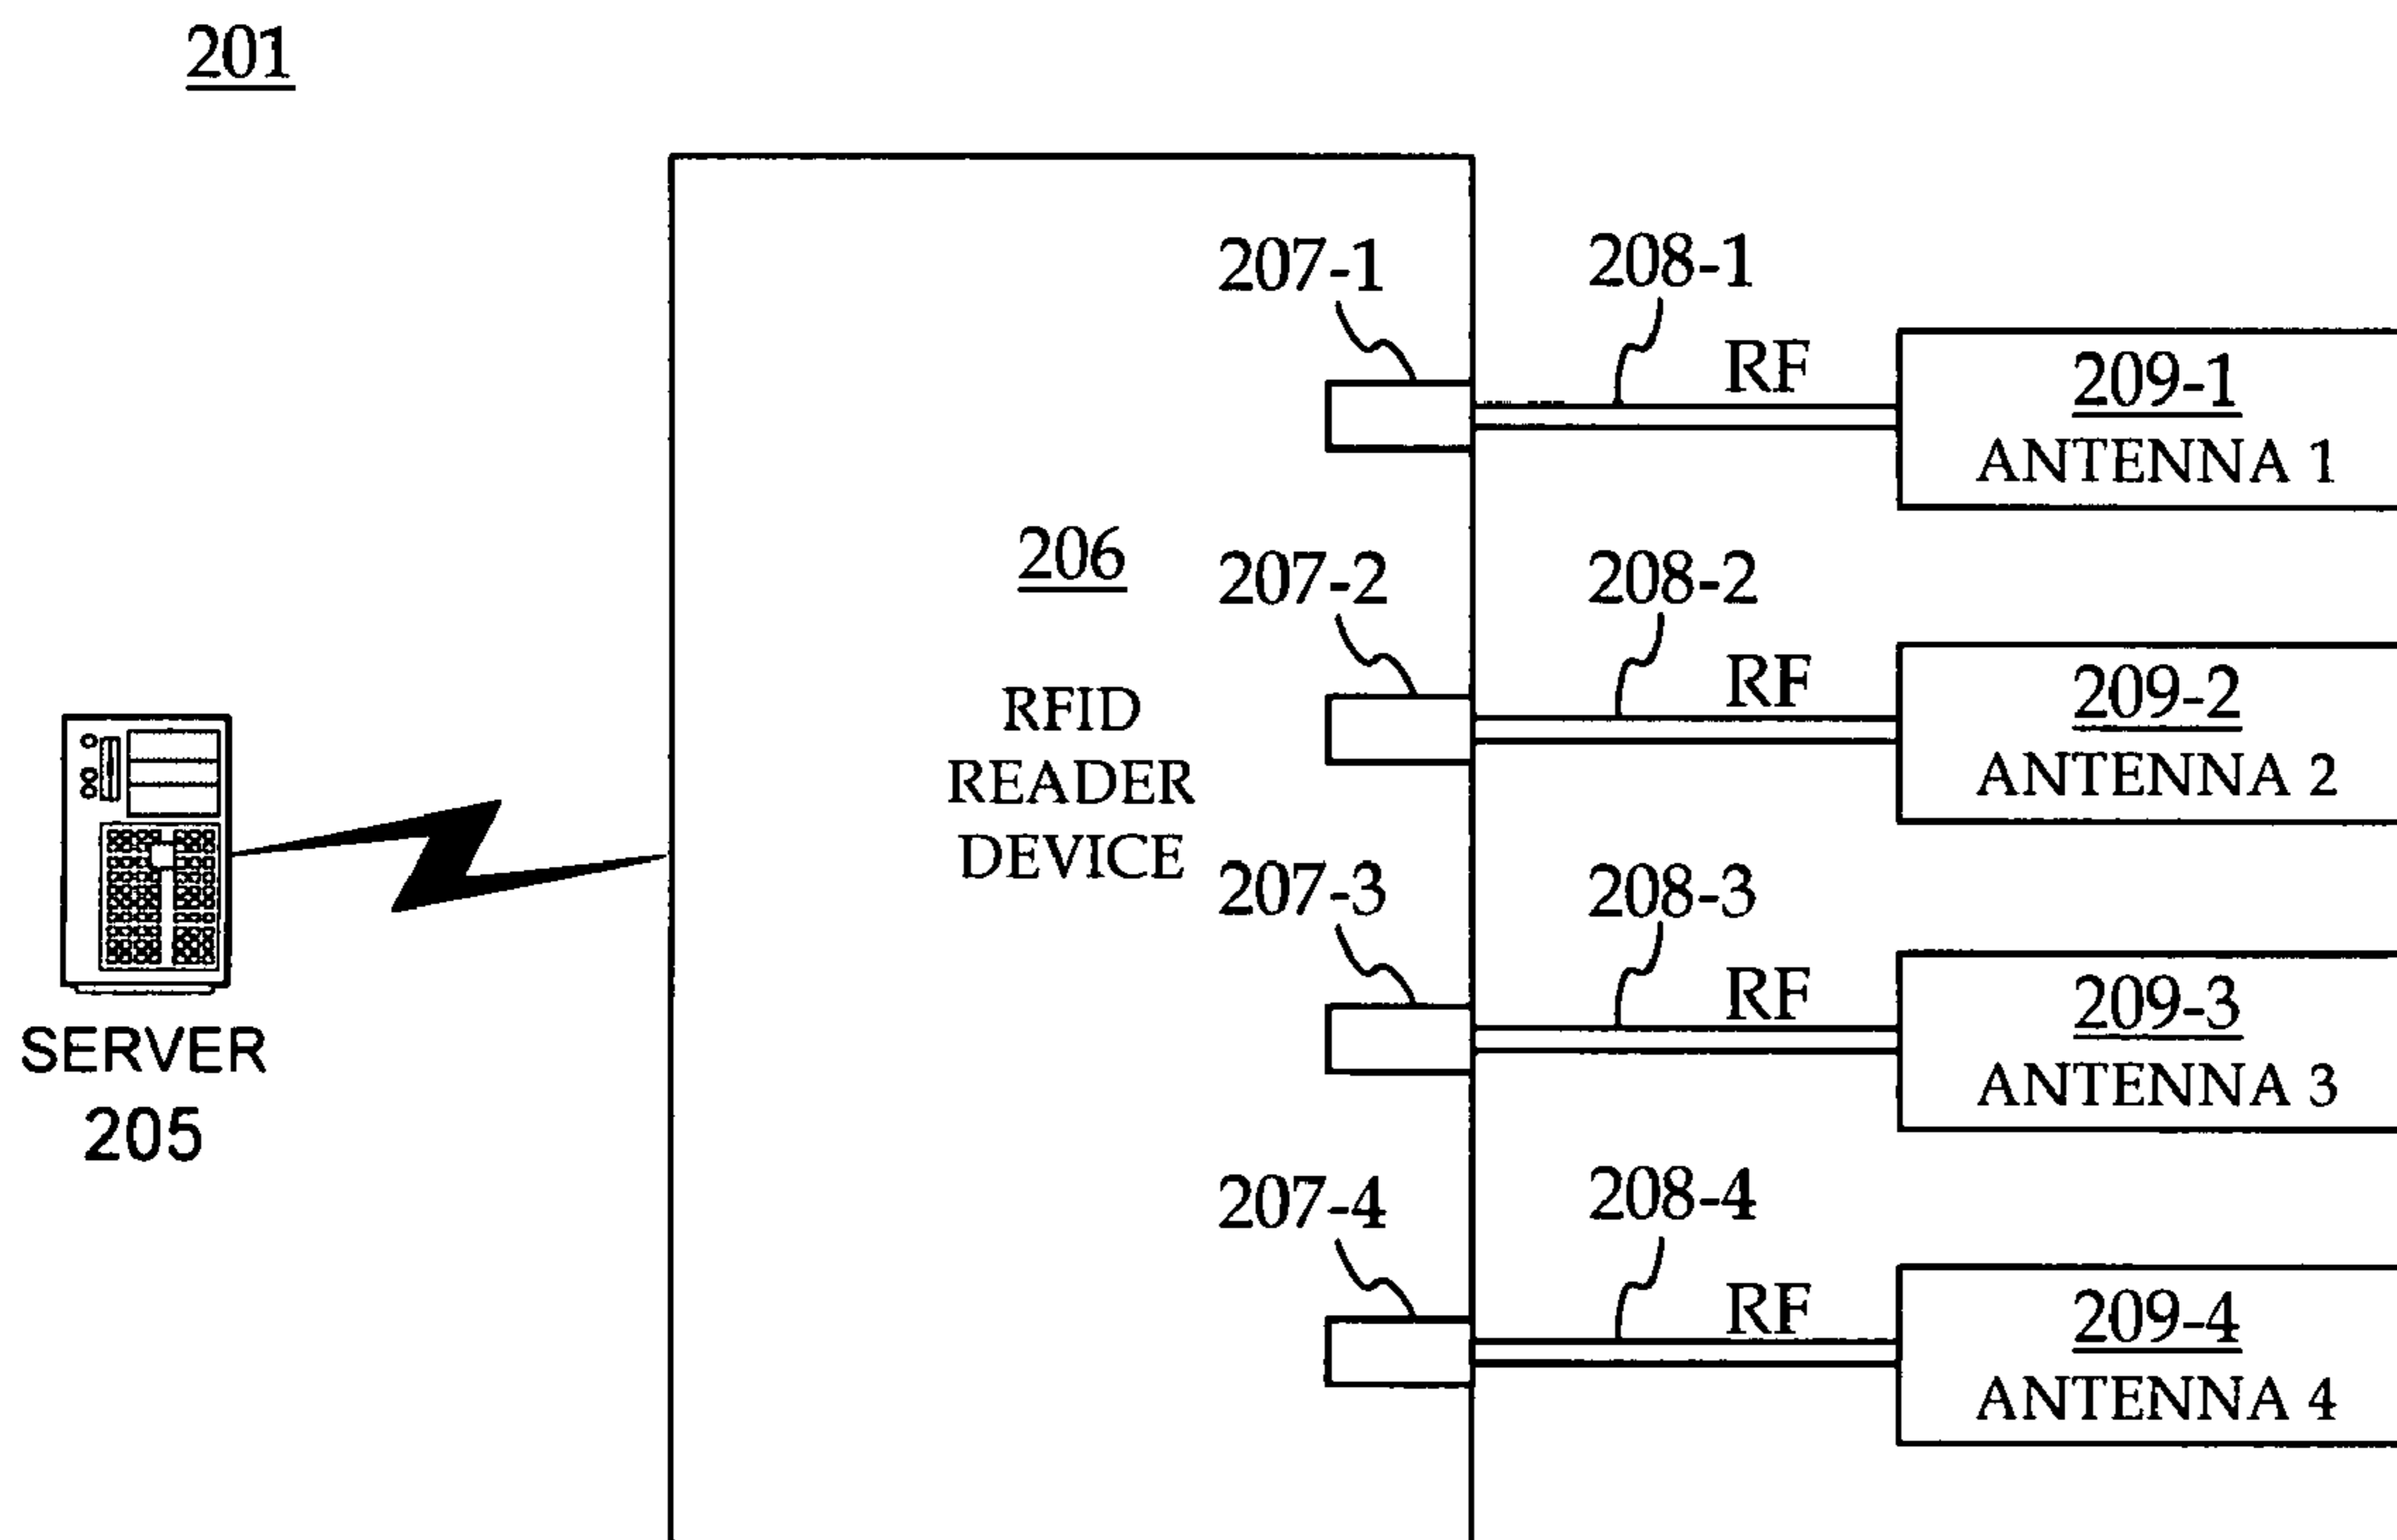 201
207-1
208-1
RF
209-1
ANTENNA 1
206
RFID
READER
DEVICE
207-2
208-2
RF
209-2
ANTENNA 2
207-3
208-3
RF
209-3
ANTENNA 3
SERVER
205
207-4
208-4
RF
209-4
ANTENNA 4